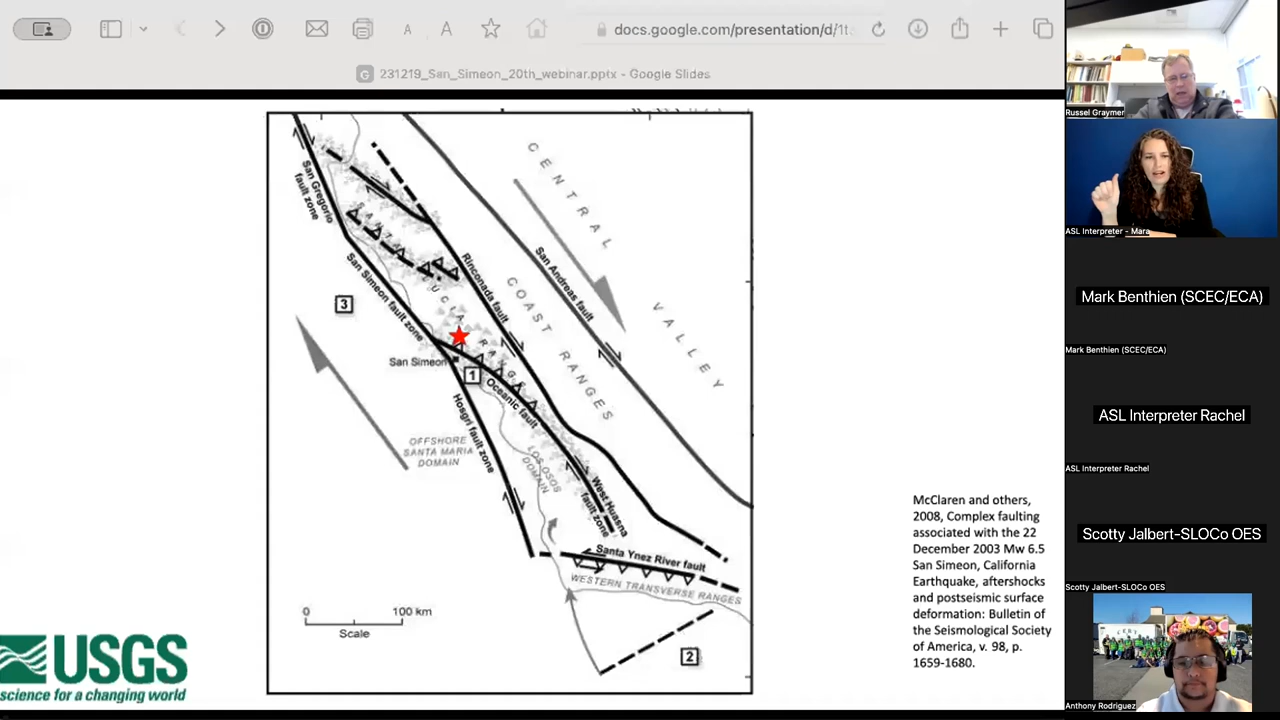 A A
docs.google.com/presentation/d/1t
G 231219_San_Simeon_20th_webinar.pptx - Google Slides
CENTRAL
VALLEY
San Gregorio
fault zone
SANTA LUCIA RANGE
San Simeon fault zone
Rinconada fault
San Andreas fault
COAST RANGES
3
San Simeon
1
Oceanic fault
Hosgri fault zone
OFFSHORE
SANTA MARIA
DOMAIN
LOS OSOS
DOMAIN
West Huasna
fault zone
Santa Ynez River fault
WESTERN TRANSVERSE RANGES
0 100 km
Scale
2
USGS
science for a changing world
McClaren and others,
2008, Complex faulting
associated with the 22
December 2003 Mw 6.5
San Simeon, California
Earthquake, aftershocks
and postseismic surface
deformation: Bulletin of
the Seismological Society
of America, v. 98, p.
1659-1680.
Russel Graymer
ASL Interpreter - Mara
Mark Benthien (SCEC/ECA)
Mark Benthien (SCEC/ECA)
ASL Interpreter Rachel
ASL Interpreter Rachel
Scotty Jalbert-SLOCo OES
Scotty Jalbert-SLOCo OES
CERT
Anthony Rodriguez